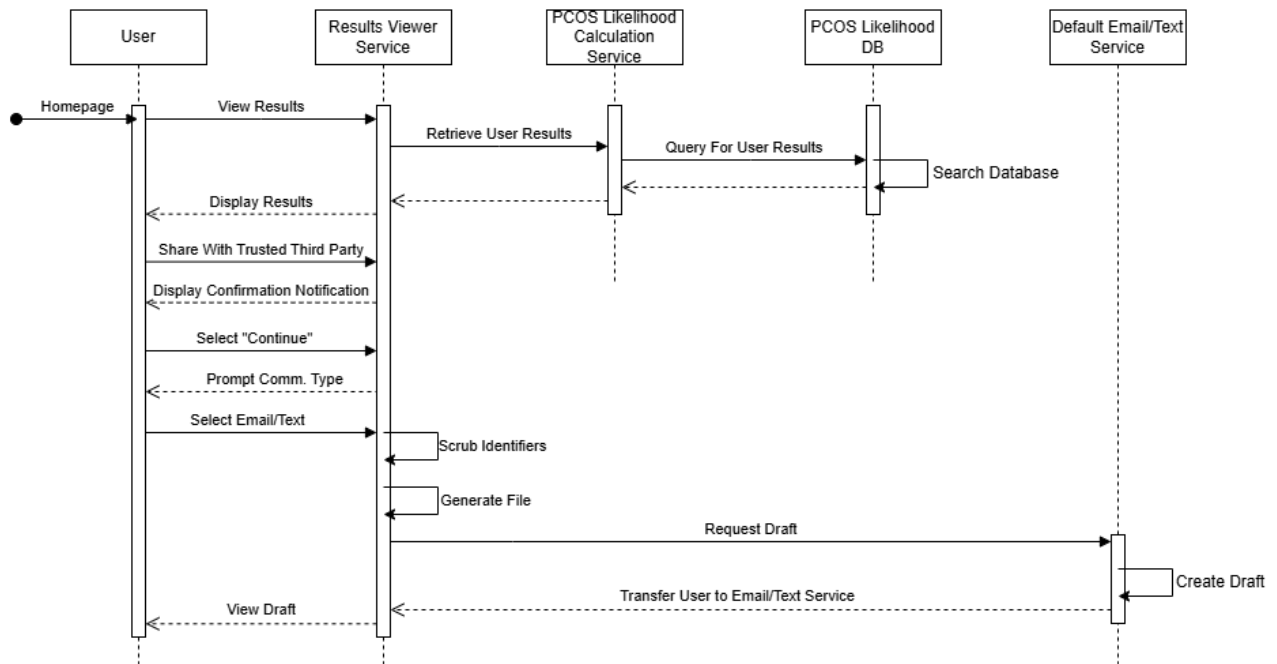 User
Results Viewer
Service
PCOS Likelihood
Calculation
Service
PCOS Likelihood
DB
Default Email/Text
Service
Homepage
View Results
Retrieve User Results
Query For User Results
Search Database
Display Results
Share With Trusted Third Party
Display Confirmation Notification
Select "Continue"
Prompt Comm. Type
Select Email/Text
Scrub Identifiers
Generate File
Request Draft
Create Draft
Transfer User to Email/Text Service
View Draft